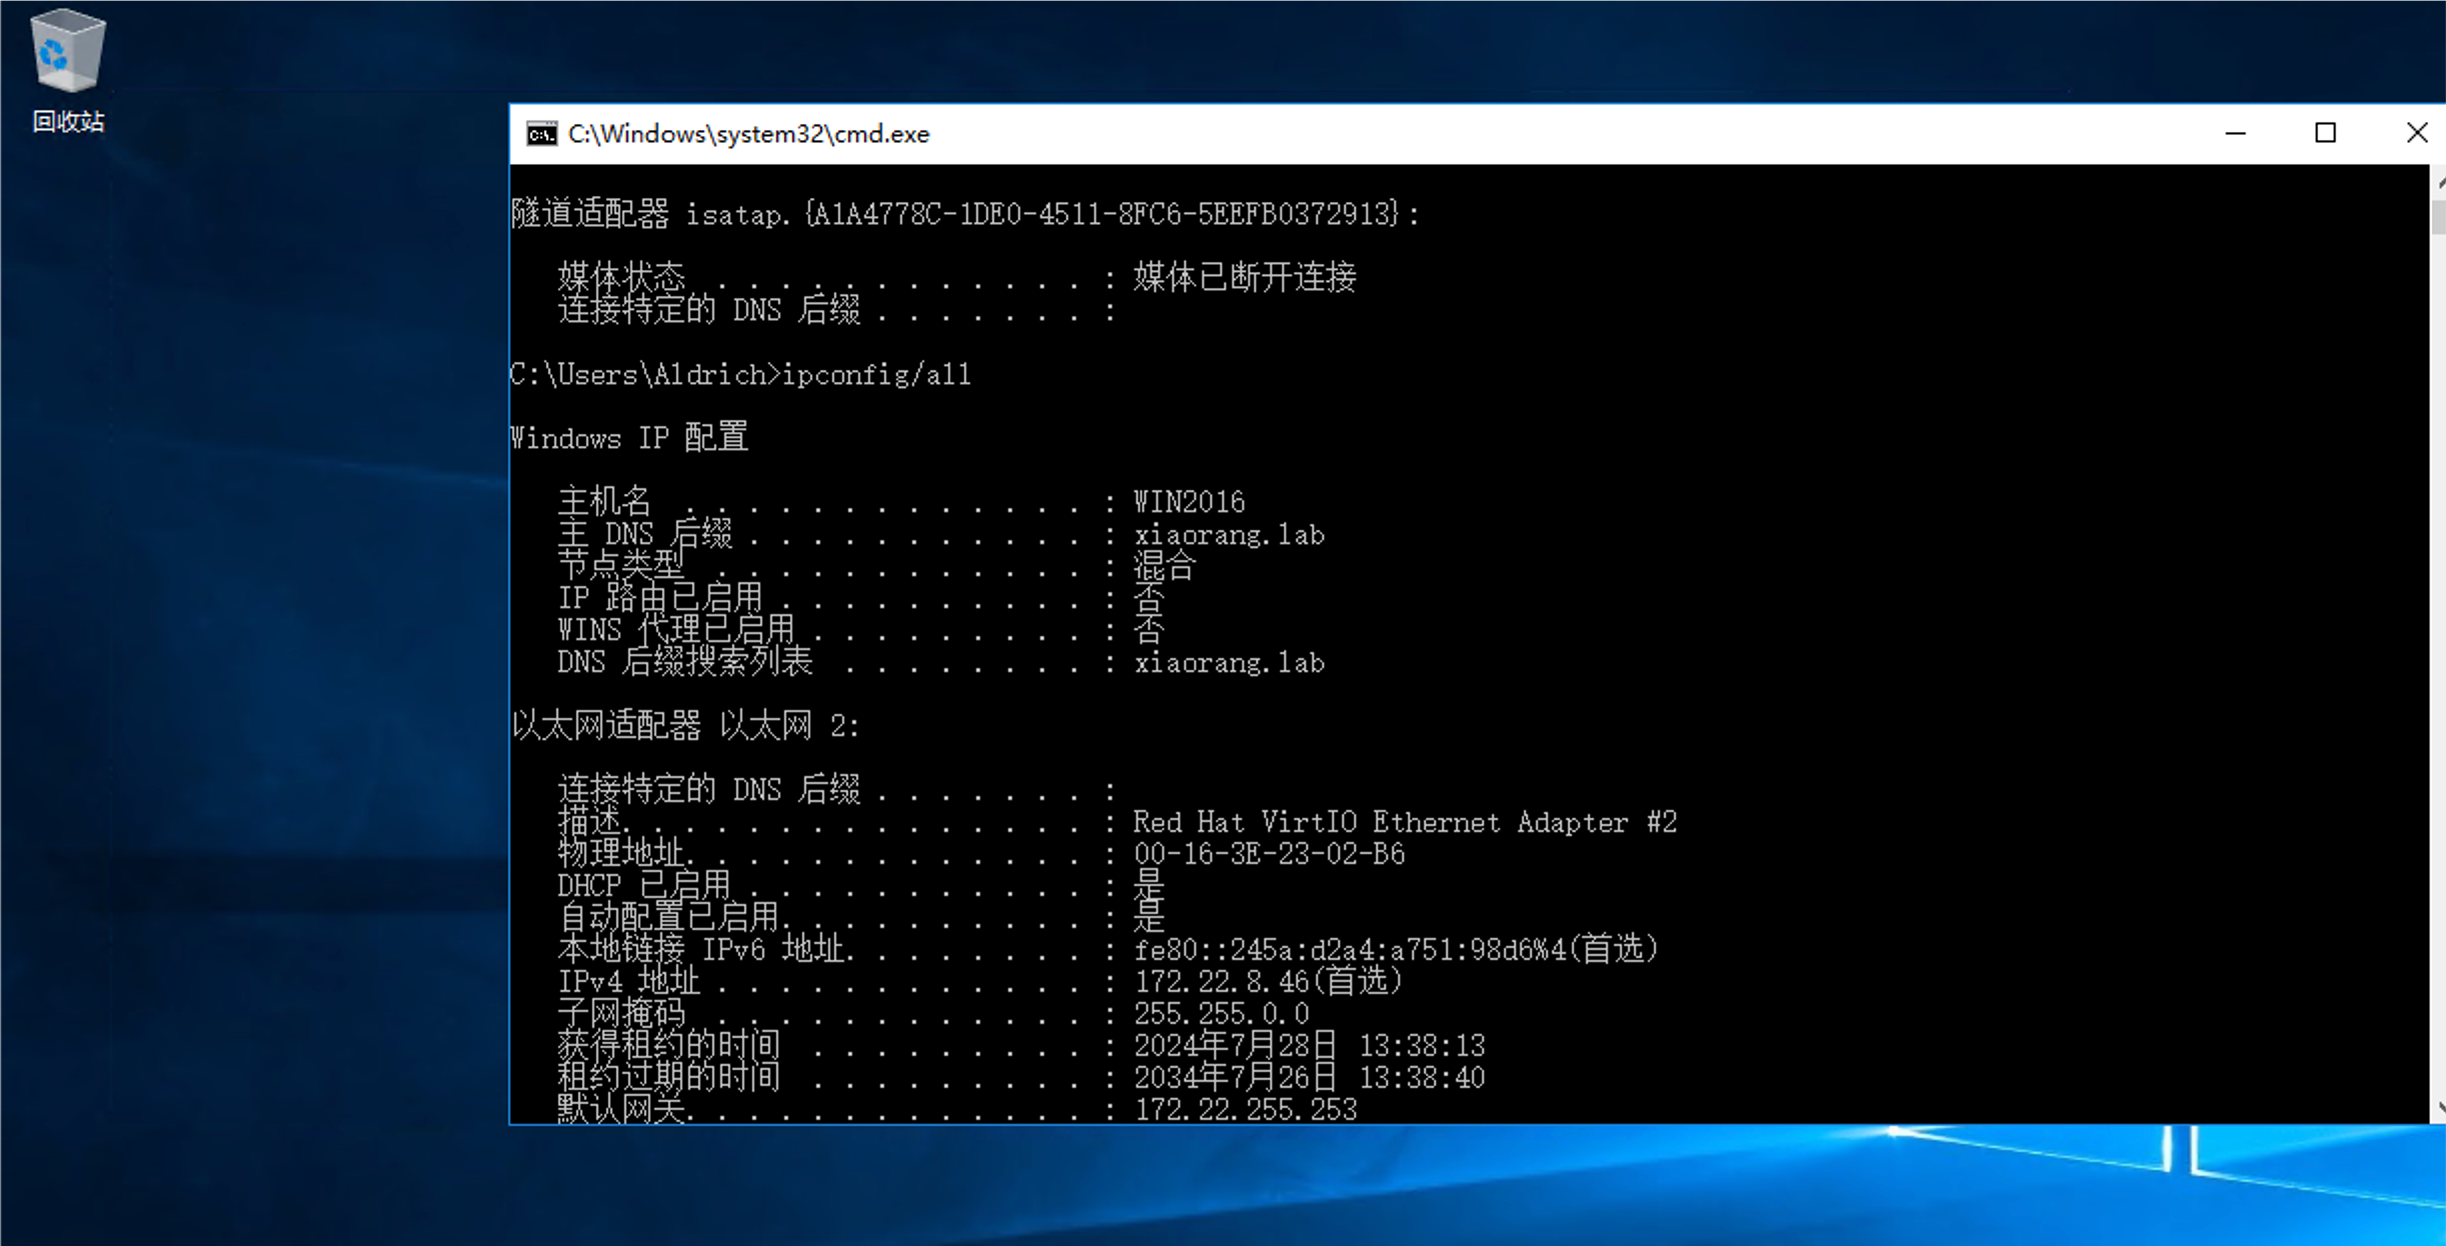 回收站
C:\Windows\system32\cmd.exe
隧道适配器 isatap.{A1A4778C-1DE0-4511-8FC6-5EEFB0372913}:
媒体状态 . . . . . . . . . . . . : 媒体已断开连接
连接特定的 DNS 后缀 . . . . . . . :
C:\Users\Aldrich>ipconfig/all
Windows IP 配置
主机名 . . . . . . . . . . . . . : WIN2016
主 DNS 后缀 . . . . . . . . . . . : xiaorang.lab
节点类型 . . . . . . . . . . . . : 混合
IP 路由已启用 . . . . . . . . . . : 否
WINS 代理已启用 . . . . . . . . . : 否
DNS 后缀搜索列表 . . . . . . . . : xiaorang.lab
以太网适配器 以太网 2:
连接特定的 DNS 后缀 . . . . . . . :
描述. . . . . . . . . . . . . . . : Red Hat VirtIO Ethernet Adapter #2
物理地址. . . . . . . . . . . . . : 00-16-3E-23-02-B6
DHCP 已启用 . . . . . . . . . . . : 是
自动配置已启用. . . . . . . . . . : 是
本地链接 IPv6 地址. . . . . . . . : fe80::245a:d2a4:a751:98d6%4(首选)
IPv4 地址 . . . . . . . . . . . . : 172.22.8.46(首选)
子网掩码 . . . . . . . . . . . . : 255.255.0.0
获得租约的时间 . . . . . . . . . : 2024年7月28日 13:38:13
租约过期的时间 . . . . . . . . . : 2034年7月26日 13:38:40
默认网关. . . . . . . . . . . . . : 172.22.255.253